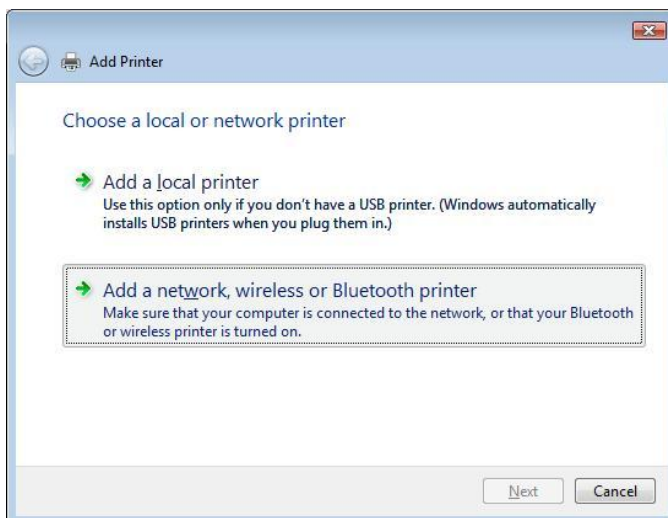 Add Printer
Choose a local or network printer
Add a local printer
Use this option only if you don't have a USB printer. (Windows automatically
installs USB printers when you plug them in.)
Add a network, wireless or Bluetooth printer
Make sure that your computer is connected to the network, or that your Bluetooth
or wireless printer is turned on.
Next
Cancel